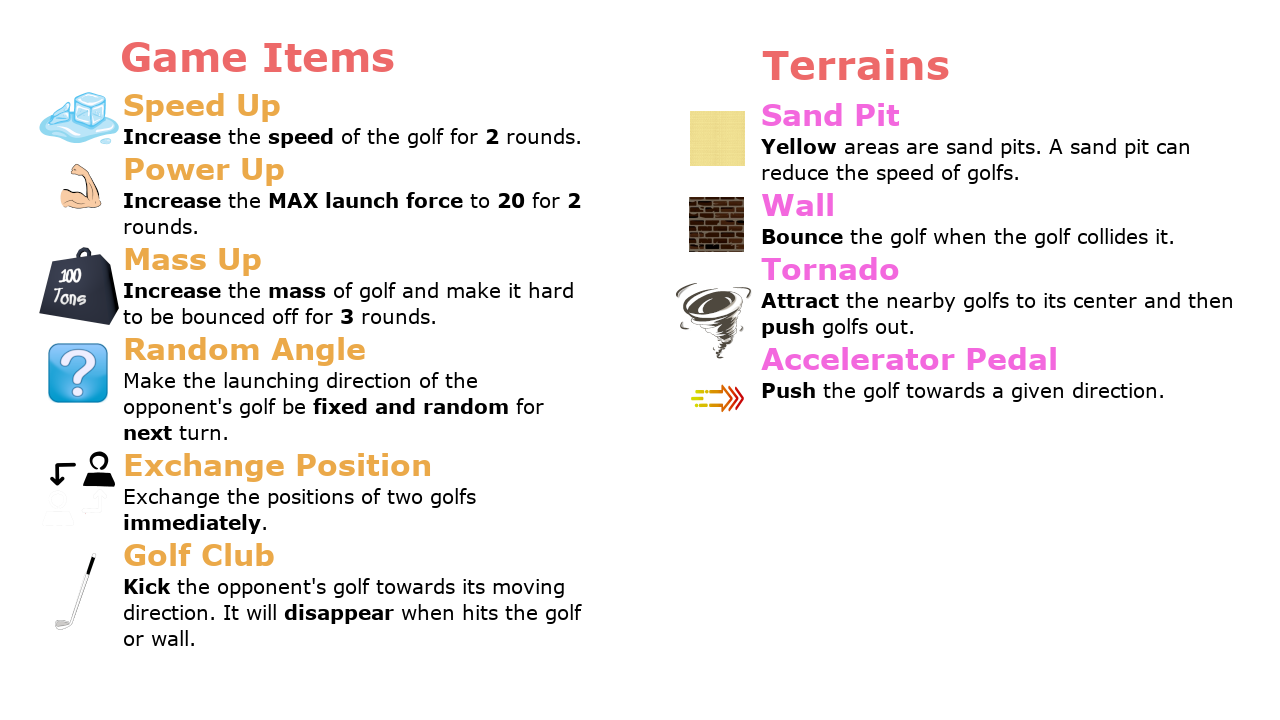 Game Items
Speed Up
Increase the speed of the golf for 2 rounds.
Power Up
Increase the MAX launch force to 20 for 2
rounds.
100
Tons
Mass Up
Increase the mass of golf and make it hard
to be bounced off for 3 rounds.
?
Random Angle
Make the launching direction of the
opponent's golf be fixed and random for
next turn.
Exchange Position
Exchange the positions of two golfs
immediately.
Golf Club
Kick the opponent's golf towards its moving
direction. It will disappear when hits the golf
or wall.
Terrains
Sand Pit
Yellow areas are sand pits. A sand pit can
reduce the speed of golfs.
Wall
Bounce the golf when the golf collides it.
Tornado
Attract the nearby golfs to its center and then
push golfs out.
Accelerator Pedal
Push the golf towards a given direction.